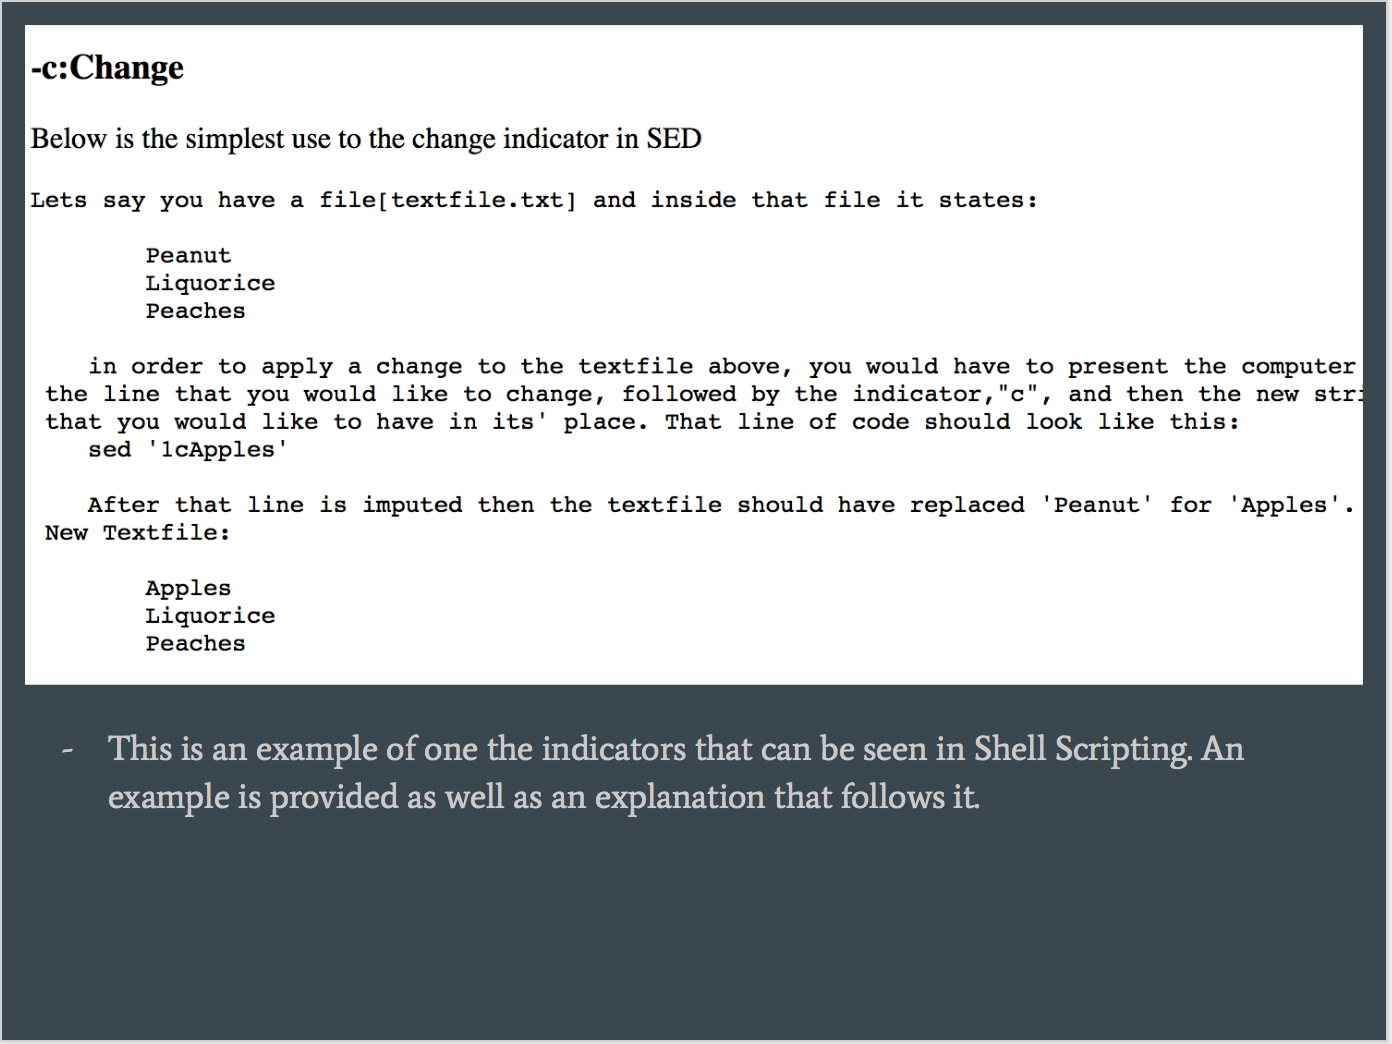 -c:Change
Below is the simplest use to the change indicator in SED
Lets say you have a file[textfile.txt] and inside that file it states:
Peanut
Liquorice
Peaches
in order to apply a change to the textfile above, you would have to present the computer
the line that you would like to change, followed by the indicator,"c", and then the new stri
that you would like to have in its' place. That line of code should look like this:
sed '1cApples'
After that line is imputed then the textfile should have replaced 'Peanut' for 'Apples'.
New Textfile:
Apples
Liquorice
Peaches
- This is an example of one the indicators that can be seen in Shell Scripting. An
example is provided as well as an explanation that follows it.